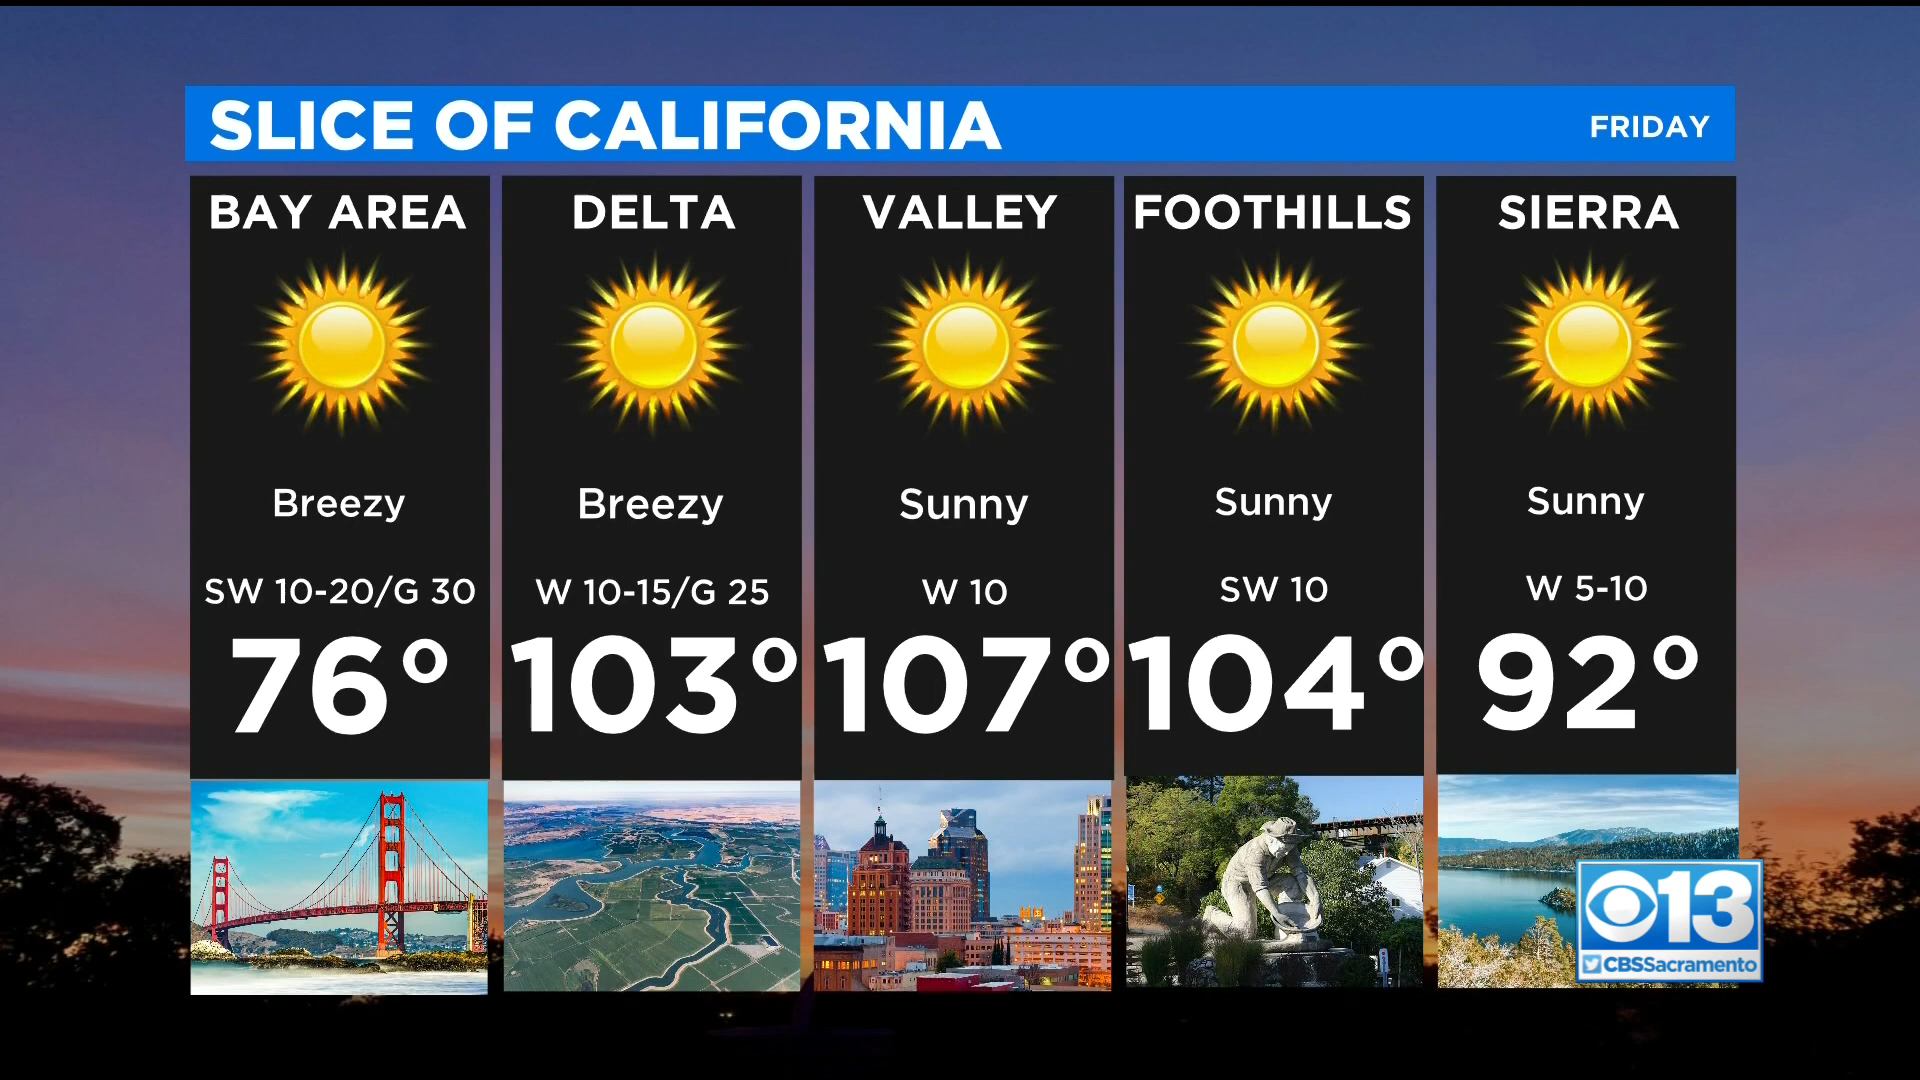 SLICE OF CALIFORNIA
FRIDAY
BAY AREA
Breezy
SW 10-20/G 30
76°
DELTA
Breezy
W 10-15/G 25
103°
VALLEY
Sunny
W 10
107°
FOOTHILLS
Sunny
SW 10
104°
SIERRA
Sunny
W 5-10
92°
13
CBSSacramento